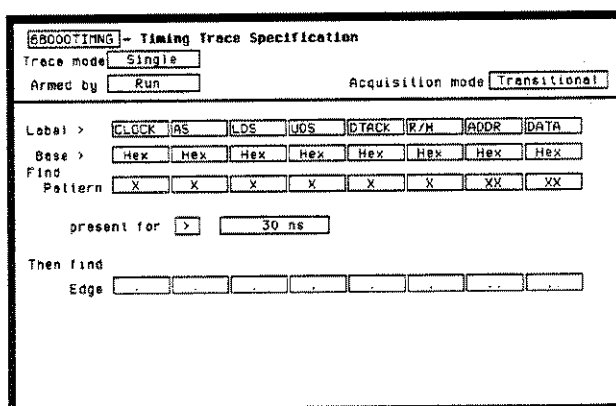 68000TIMNG - Timing Trace Specification
Trace mode Single
Armed by Run Acquisition mode Transitional
Label > CLOCK AS LDS UDS DTACK R/W ADDR DATA
Base > Hex Hex Hex Hex Hex Hex Hex Hex
Find
Pattern X X X X X X XX XX
present for > 30 ns
Then find
Edge . . . . . . .. ..